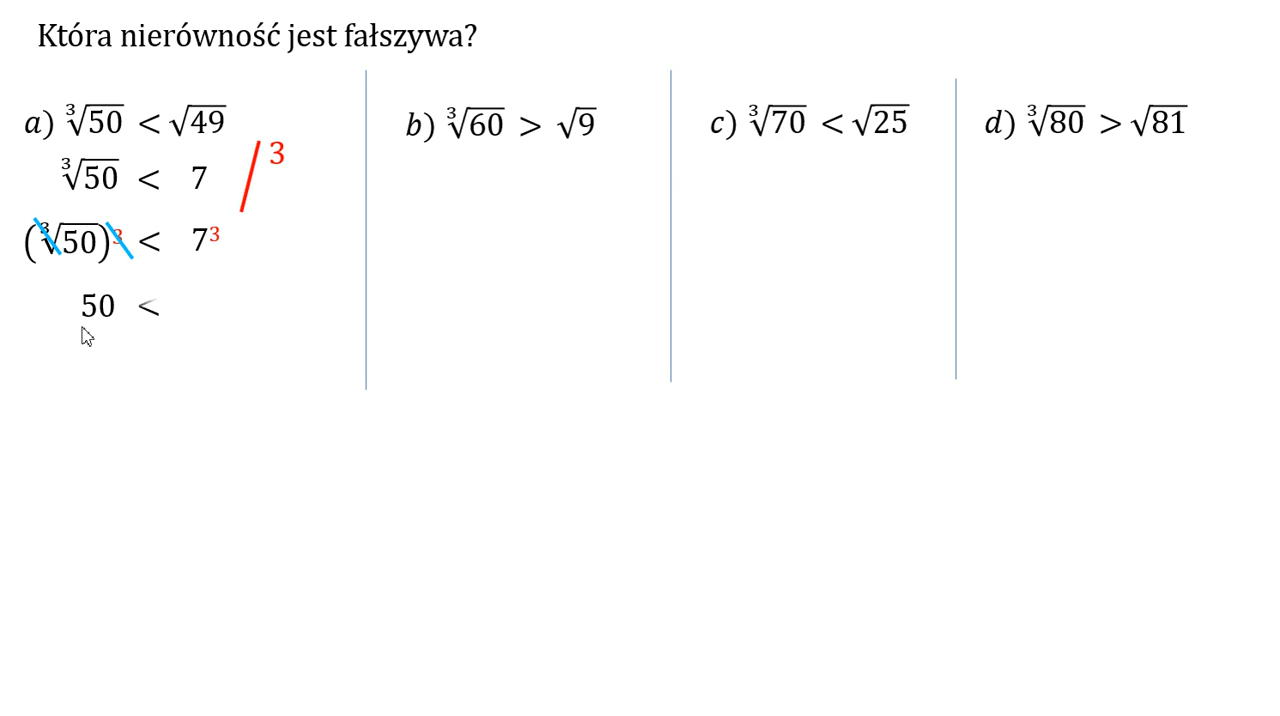 Która nierówność jest fałszywa?
a) ∛50 < √49
∛50 < 7 / 3
(∛50)³ < 7³
50 <
b) ∛60 > √9
c) ∛70 < √25
d) ∛80 > √81